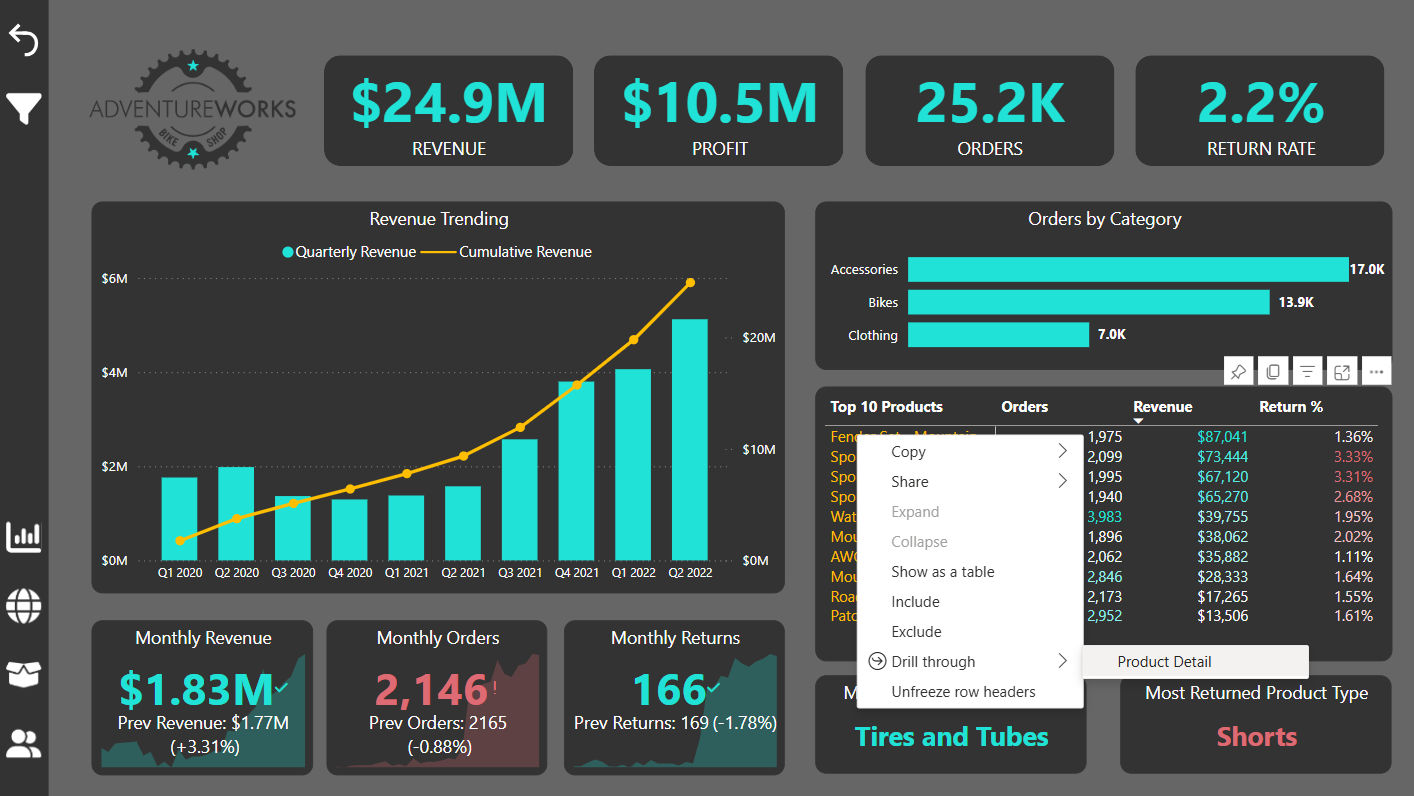 ADVENTUREWORKS
BIKE SHOP
$24.9M
REVENUE
$10.5M
PROFIT
25.2K
ORDERS
2.2%
RETURN RATE
Revenue Trending
Quarterly Revenue Cumulative Revenue
$6M
$4M
$2M
$0M
$20M
$10M
$0M
Q1 2020 Q2 2020 Q3 2020 Q4 2020 Q1 2021 Q2 2021 Q3 2021 Q4 2021 Q1 2022 Q2 2022
Orders by Category
Accessories 17.0K
Bikes 13.9K
Clothing 7.0K
Top 10 Products Orders Revenue Return %
1,975 $87,041 1.36%
Spo 2,099 $73,444 3.33%
Spo 1,995 $67,120 3.31%
Spo 1,940 $65,270 2.68%
Wat 3,983 $39,755 1.95%
Mou 1,896 $38,062 2.02%
AWC 2,062 $35,882 1.11%
Mou 2,846 $28,333 1.64%
Roa 2,173 $17,265 1.55%
Patc 2,952 $13,506 1.61%
Copy
Share
Expand
Collapse
Show as a table
Include
Exclude
Drill through
Unfreeze row headers
Product Detail
Monthly Revenue
$1.83M
Prev Revenue: $1.77M
(+3.31%)
Monthly Orders
2,146!
Prev Orders: 2165
(-0.88%)
Monthly Returns
166
Prev Returns: 169 (-1.78%)
M
Tires and Tubes
Most Returned Product Type
Shorts